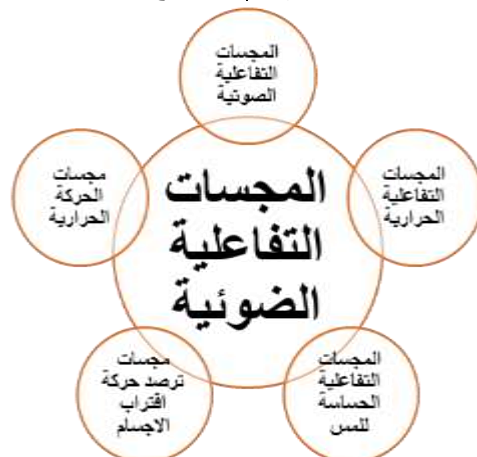 المجسات
التفاعلية
الصوتية
المجسات
التفاعلية
الحرارية
مجسات
الحركة
الحرارية
المجسات
التفاعلية
الضوئية
المجسات
التفاعلية
الحساسة
للمس
مجسات
ترصد حركة
اقتراب
الاجسام